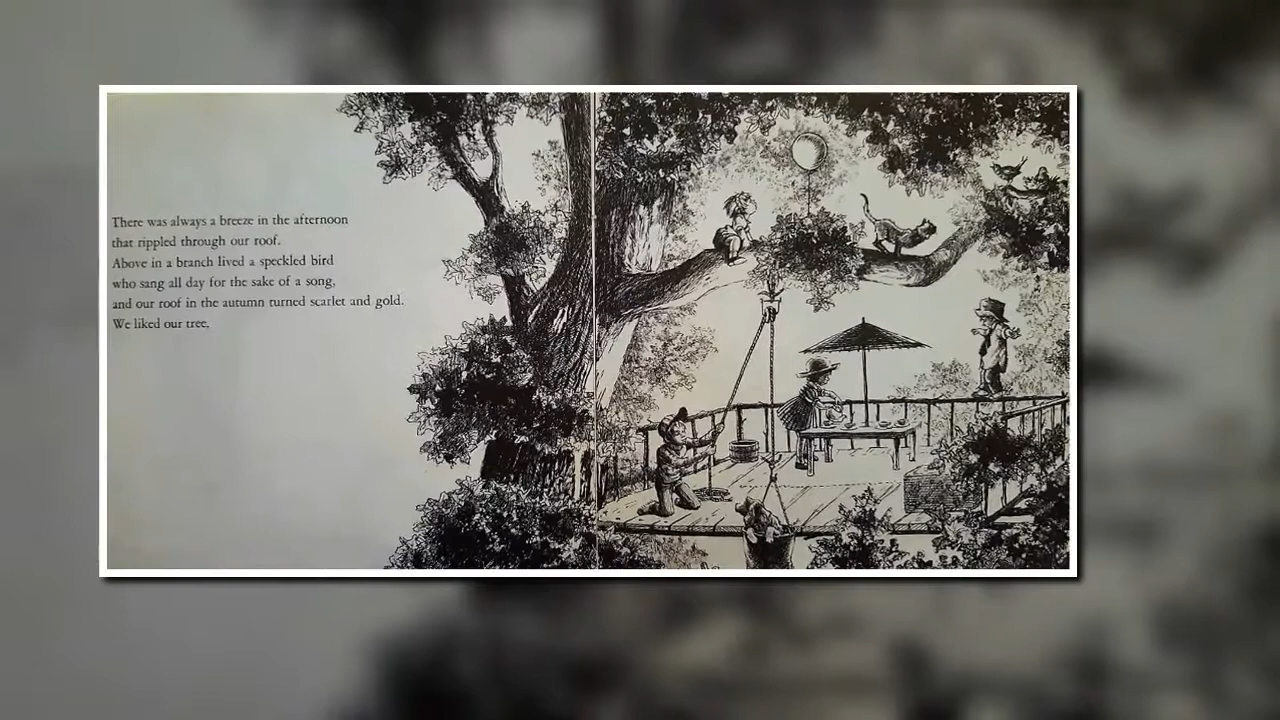 There was always a breeze in the afternoon
that rippled through our roof.
Above in a branch lived a speckled bird
who sang all day for the sake of a song,
and our roof in the autumn turned scarlet and gold.
We liked our tree.